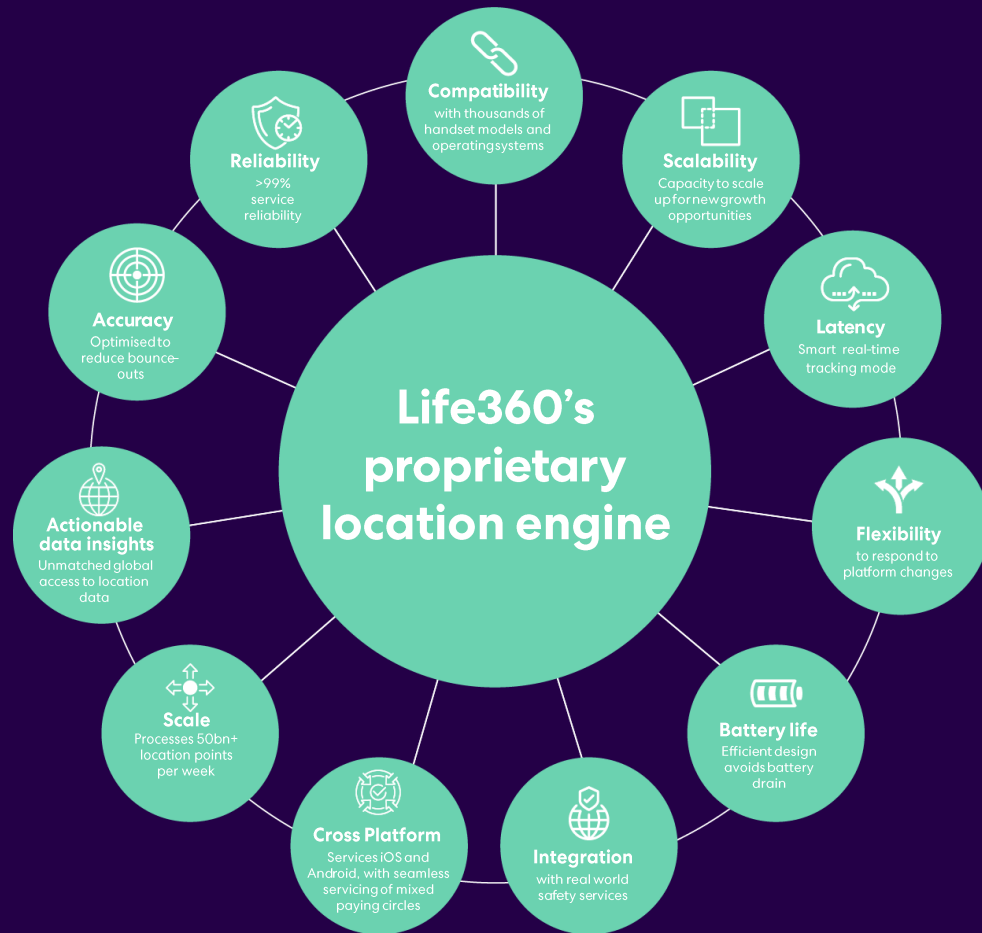 Compatibility
with thousands of
handset models and
operatingsystems
Scalability
Capacity to scale
up for new growth
opportunities
Latency
Smart real-time
tracking mode
Flexibility
to respond to
platform changes
Battery life
Efficient design
avoids battery
drain
Integration
with real world
safety services
Cross Platform
Services iOS and
Android, with seamless
servicing of mixed
paying circles
Scale
Processes 50bn+
location points
per week
Actionable
data insights
Unmatched global
access to location
data
Accuracy
Optimised to
reduce bounce-
outs
Reliability
>99%
service
reliability
Life360's
proprietary
location engine